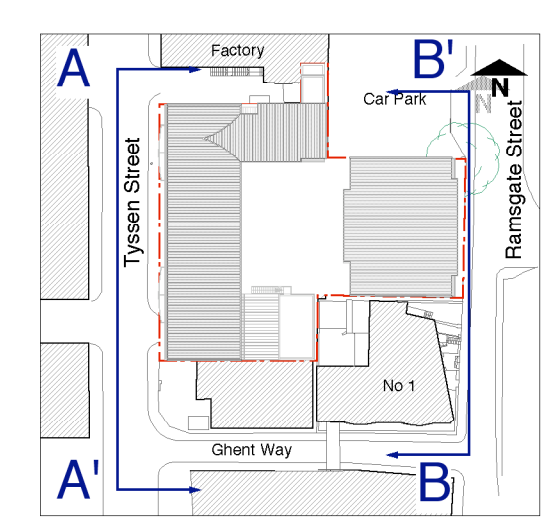 Factory
A
B'
Car Park
N
N
Tyssen Street
Ramsgate Street
No 1
Ghent Way
A'
B